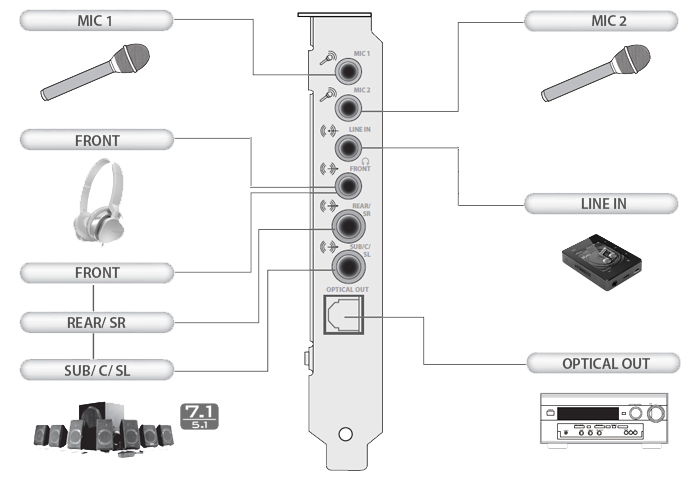 MIC 1
MIC 2
MIC 1
MIC 2
LINE IN
FRONT
FRONT
LINE IN
REAR/
SR
SUB/C/
SL
FRONT
OPTICAL OUT
REAR/ SR
SUB/ C/ SL
OPTICAL OUT
7.1
5.1